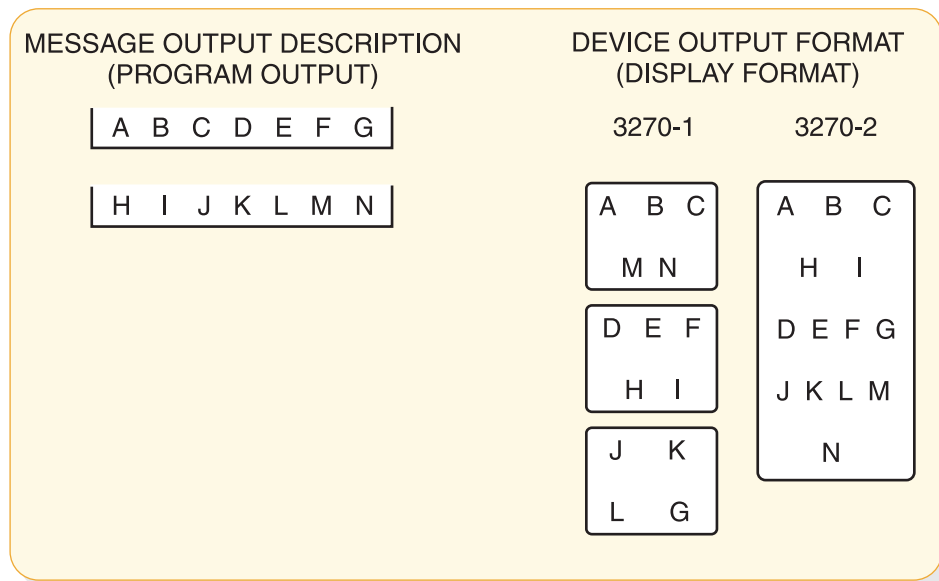 MESSAGE OUTPUT DESCRIPTION
(PROGRAM OUTPUT)
A B C D E F G
H I J K L M N
DEVICE OUTPUT FORMAT
(DISPLAY FORMAT)
3270-1
A B C
M N
D E F
H I
J K
L G
3270-2
A B C
H I
D E F G
J K L M
N